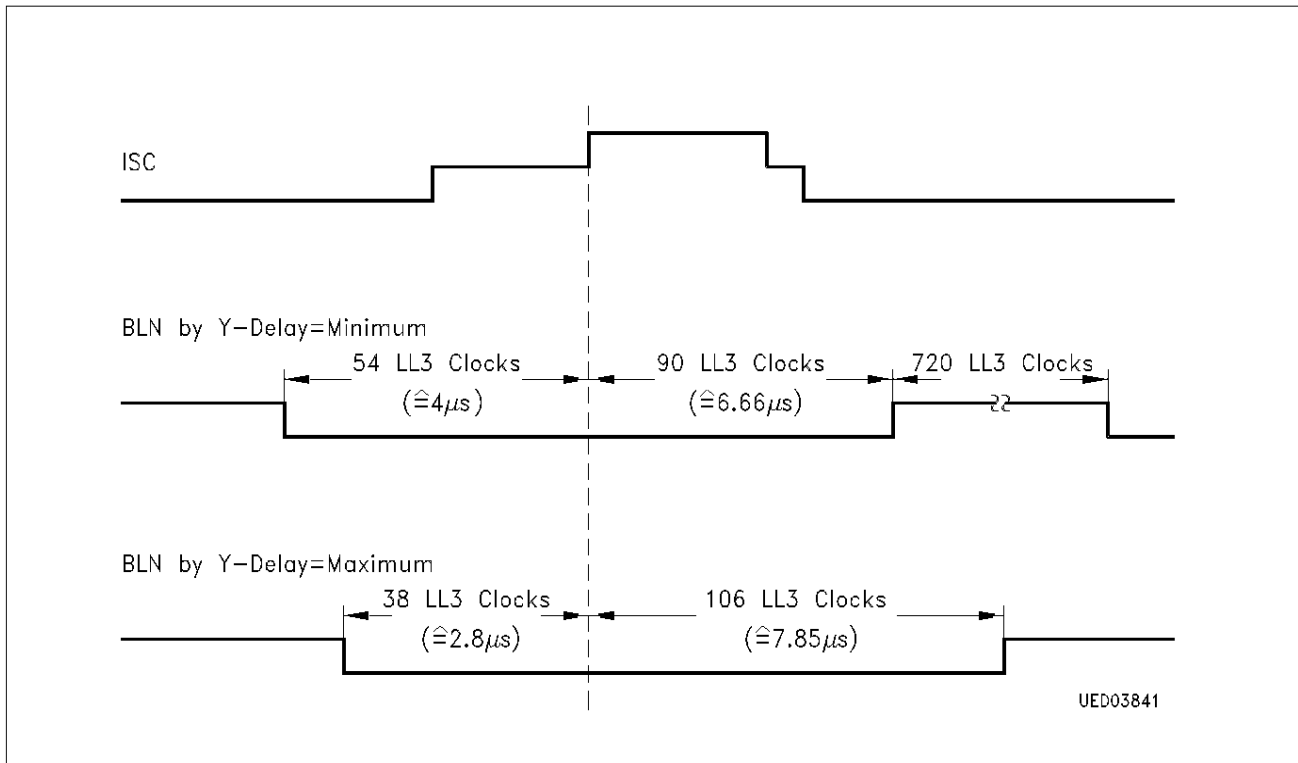 ISC
BLN by Y-Delay=Minimum
54 LL3 Clocks
90 LL3 Clocks
720 LL3 Clocks
(≙4μs)
(≙6.66μs)
BLN by Y-Delay=Maximum
38 LL3 Clocks
106 LL3 Clocks
(≙2.8μs)
(≙7.85μs)
UED03841